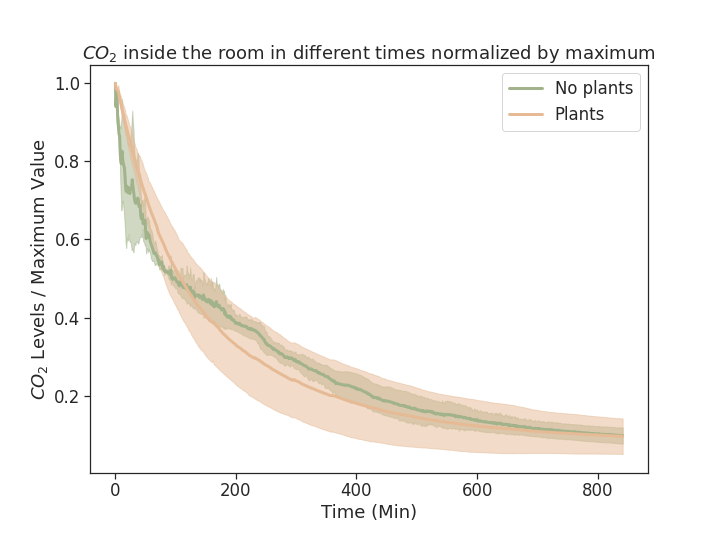 CO₂ inside the room in different times normalized by maximum
No plants
Plants
CO₂ Levels / Maximum Value
1.0
0.8
0.6
0.4
0.2
0
200
400
600
800
Time (Min)